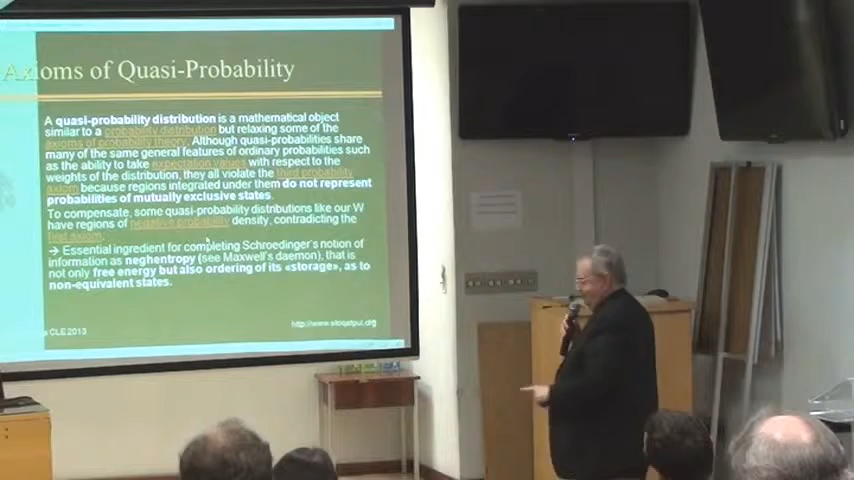 Axioms of Quasi-Probability
A quasi-probability distribution is a mathematical object
similar to a probability distribution but relaxing some of the
axioms of probability theory. Although quasi-probabilities share
many of the same general features of ordinary probabilities such
as the ability to take expectation values with respect to the
weights of the distribution, they all violate the third probability
axiom because regions integrated under them do not represent
probabilities of mutually exclusive states.
To compensate, some quasi-probability distributions like our W
have regions of negative probability density, contradicting the
first axiom.
→ Essential ingredient for completing Schroedinger's notion of
information as neghentropy (see Maxwell's daemon), that is
not only free energy but also ordering of its «storage», as to
non-equivalent states.
CLE2013